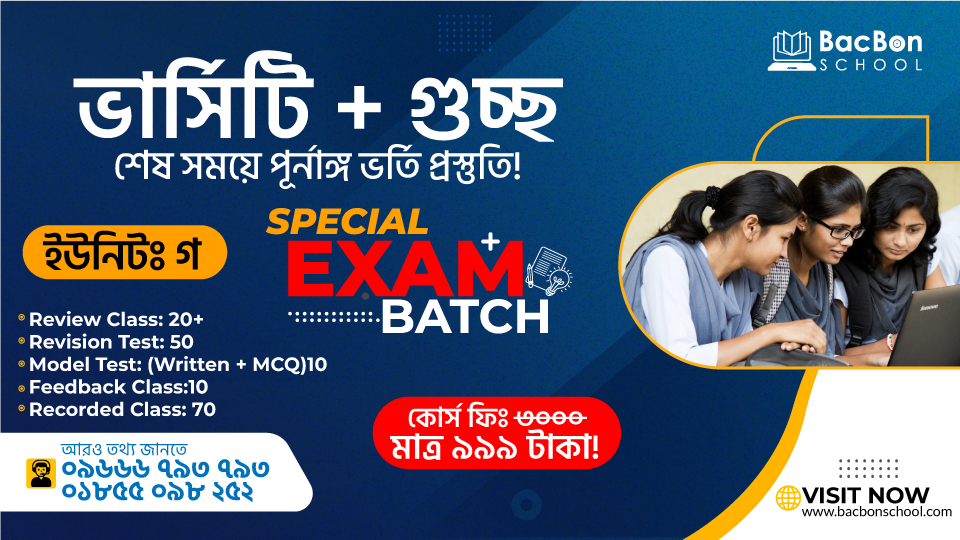 BacBon
SCHOOL
ভার্সিটি + গুচ্ছ
শেষ সময়ে পূর্নাঙ্গ ভর্তি প্রস্তুতি!
ইউনিটঃ গ
SPECIAL
EXAM
BATCH
Review Class: 20+
Revision Test: 50
Model Test: (Written + MCQ)10
Feedback Class:10
Recorded Class: 70
কোর্স ফিঃ ৩০০০
মাত্র ৯৯৯ টাকা!
আরও তথ্য জানতে
০৯৬৬৬ ৭৯৩ ৭৯৩
০১৮৫৫ ০৯৮ ২৫২
lenovo
VISIT NOW
www.bacbonschool.com